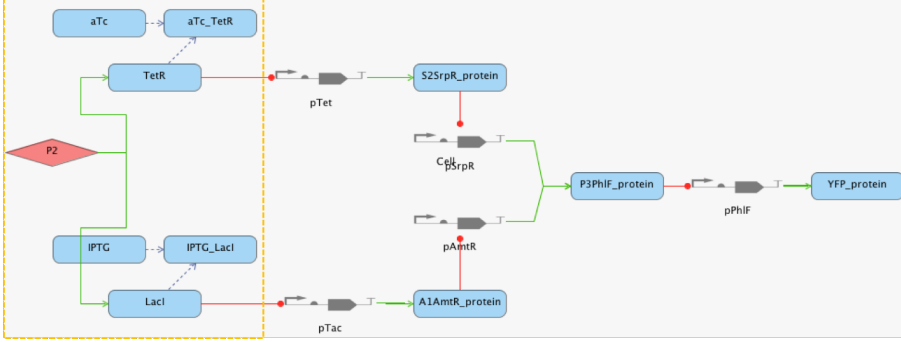 aTc
aTc_TetR
TetR
S2SrpR_protein
pTet
P2
Cell
pSrpR
P3PhlF_protein
YFP_protein
pPhlF
pAmtR
IPTG
IPTG_LacI
LacI
A1AmtR_protein
pTac